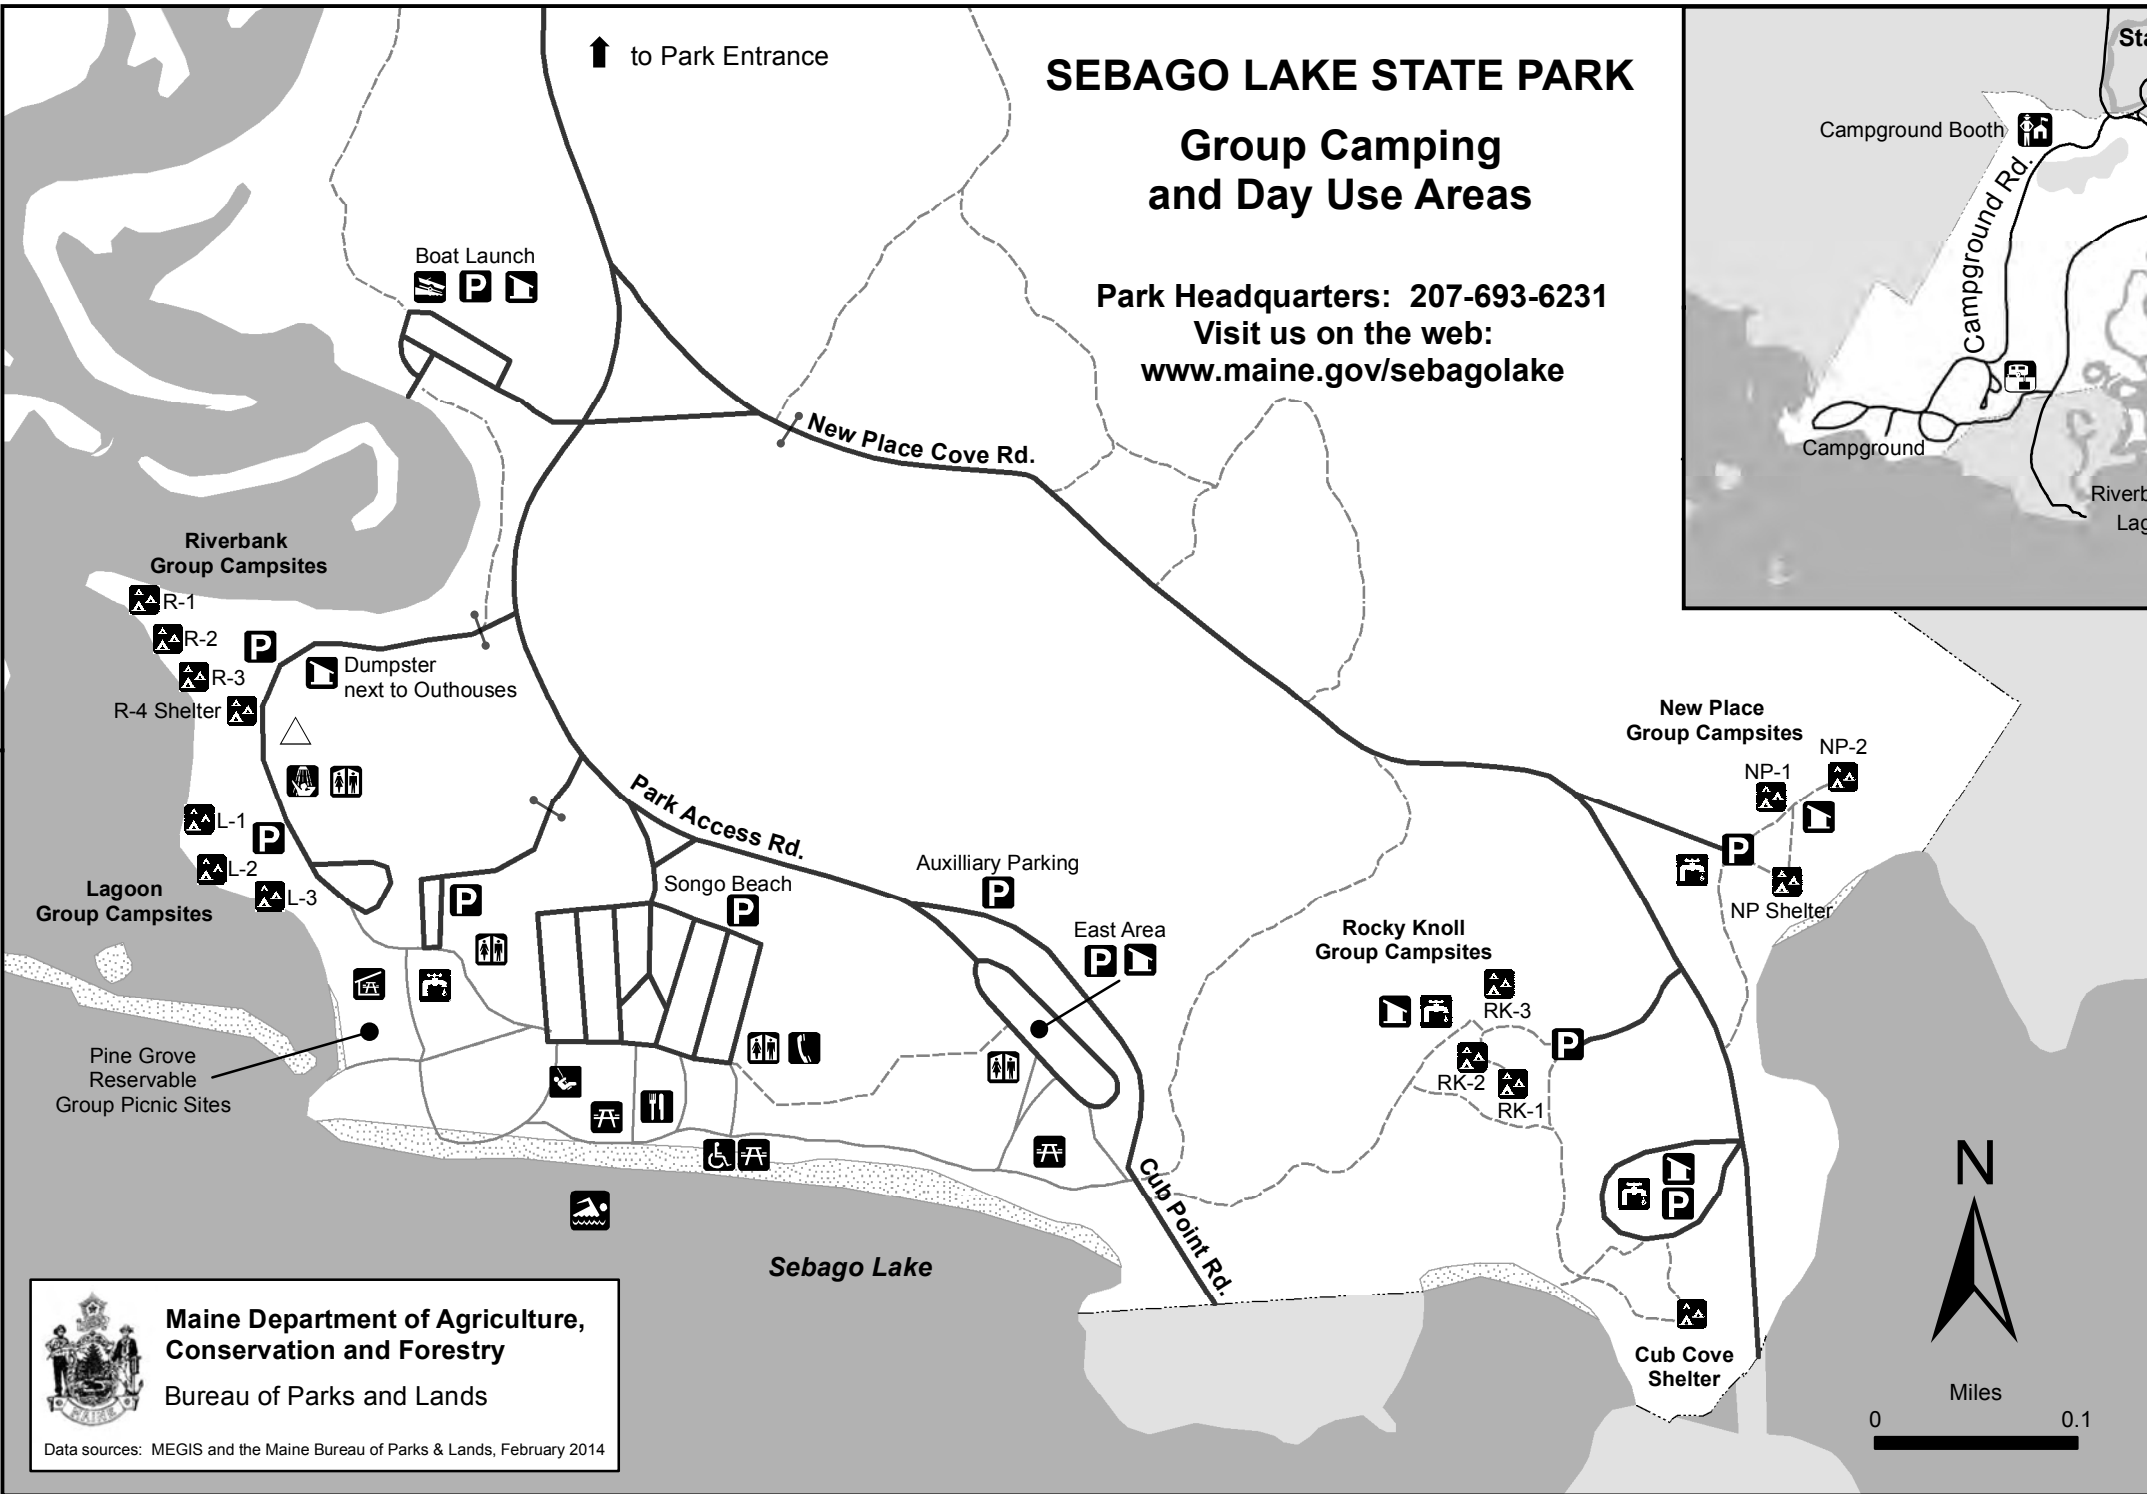 to Park Entrance
SEBAGO LAKE STATE PARK
Group Camping
and Day Use Areas
Park Headquarters: 207-693-6231
Visit us on the web:
www.maine.gov/sebagolake
Campground Booth
Campground Rd.
Campground
Boat Launch
P
New Place Cove Rd.
Riverbank
Group Campsites
R-1
R-2
P
R-3
R-4 Shelter
Dumpster
next to Outhouses
L-1
P
L-2
L-3
Lagoon
Group Campsites
P
Park Access Rd.
Songo Beach
P
Auxilliary Parking
P
East Area
P
New Place
Group Campsites
NP-2
NP-1
P
NP Shelter
Rocky Knoll
Group Campsites
RK-3
P
RK-2
RK-1
Pine Grove
Reservable
Group Picnic Sites
Cub Point Rd.
P
Sebago Lake
Cub Cove
Shelter
N
Miles
0 0.1
Maine Department of Agriculture,
Conservation and Forestry
Bureau of Parks and Lands
MAINE
Data sources: MEGIS and the Maine Bureau of Parks & Lands, February 2014